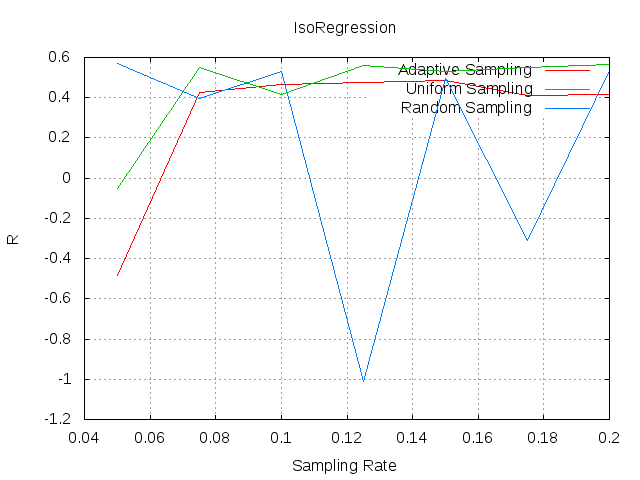 IsoRegression
0.6
0.4
0.2
0
-0.2
-0.4
-0.6
-0.8
-1
-1.2
R
Adaptive Sampling
Uniform Sampling
Random Sampling
0.04 0.06 0.08 0.1 0.12 0.14 0.16 0.18 0.2
Sampling Rate